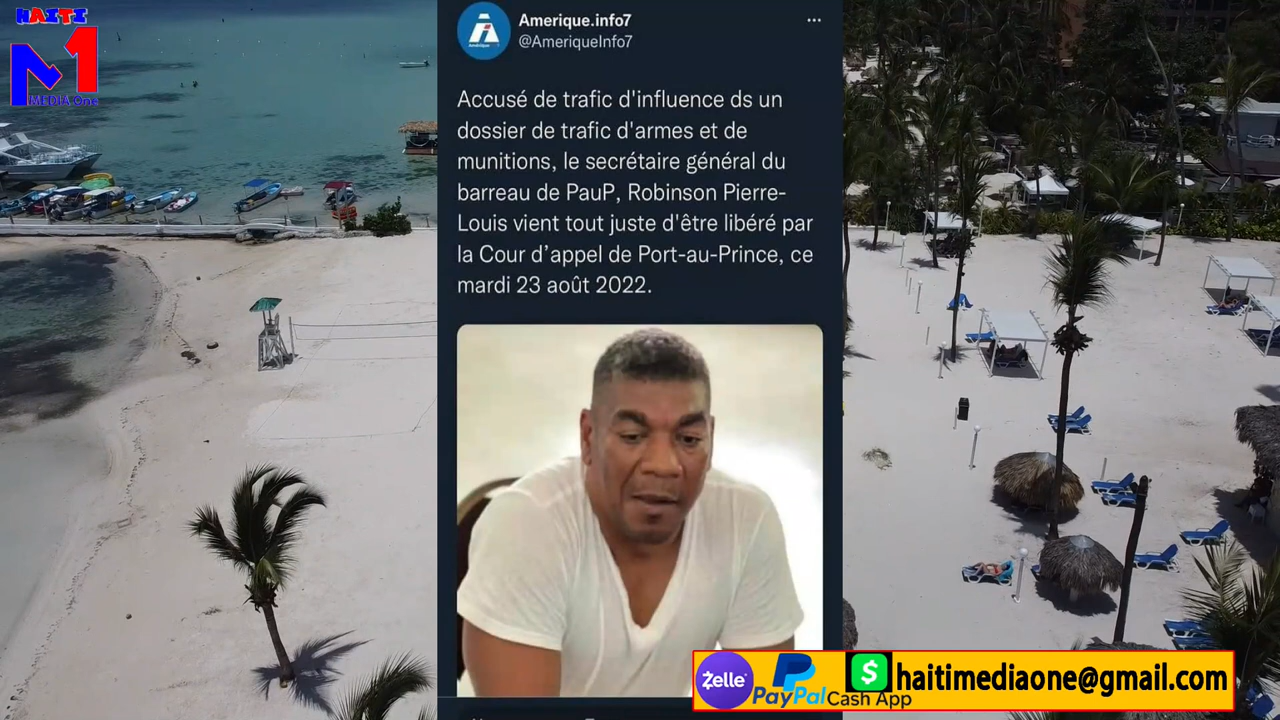 HAITI
MEDIA.One
Amerique.info7
@AmeriqueInfo7
Accusé de trafic d'influence ds un
dossier de trafic d'armes et de
munitions, le secrétaire général du
barreau de PauP, Robinson Pierre-
Louis vient tout juste d'être libéré par
la Cour d’appel de Port-au-Prince, ce
mardi 23 août 2022.
Zelle
PayPal
$
Cash App
haitimediaone@gmail.com